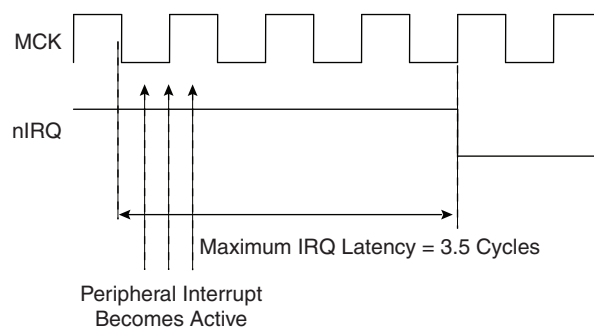 MCK
nIRQ
Maximum IRQ Latency = 3.5 Cycles
Peripheral Interrupt
Becomes Active